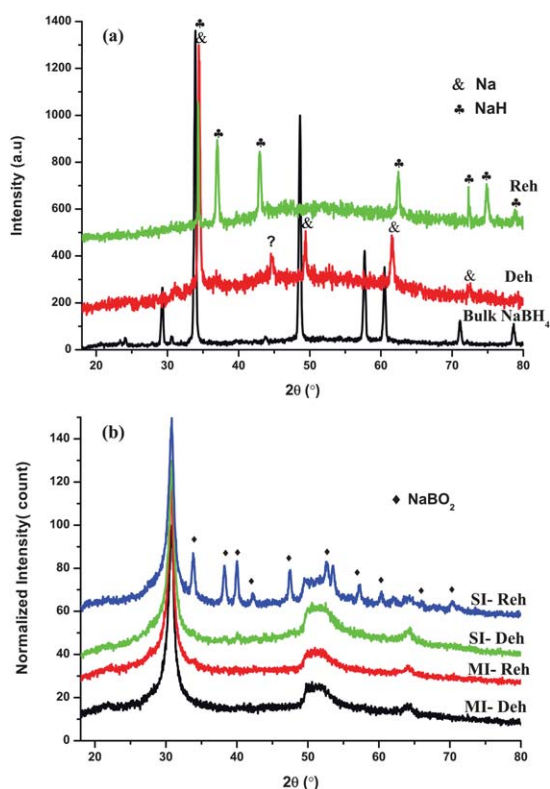 (a)
1400
1200
1000
800
600
400
200
0
Intensity (a.u)
♣
&
& Na
♣ NaH
♣
♣
♣
♣
♣
♣
Reh
?
&
&
&
Deh
Bulk NaBH₄
20 30 40 50 60 70 80
2θ (°)
(b)
140
120
100
80
60
40
20
0
Normalized Intensity( count)
♦ NaBO₂
♦ ♦ ♦ ♦ ♦ ♦ ♦ ♦ ♦ ♦
SI- Reh
SI- Deh
MI- Reh
MI- Deh
20 30 40 50 60 70 80
2θ (°)